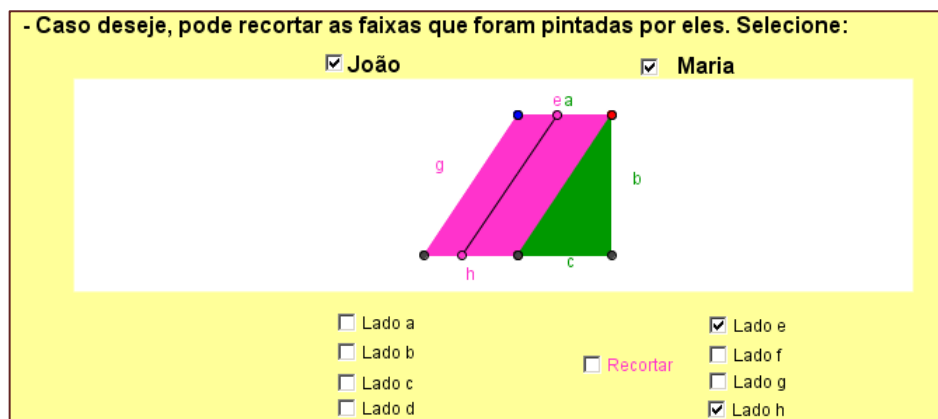 - Caso deseje, pode recortar as faixas que foram pintadas por eles. Selecione:
João Maria
e a
g
b
h
c
Lado a
Lado b
Lado c
Lado d
Recortar
Lado e
Lado f
Lado g
Lado h